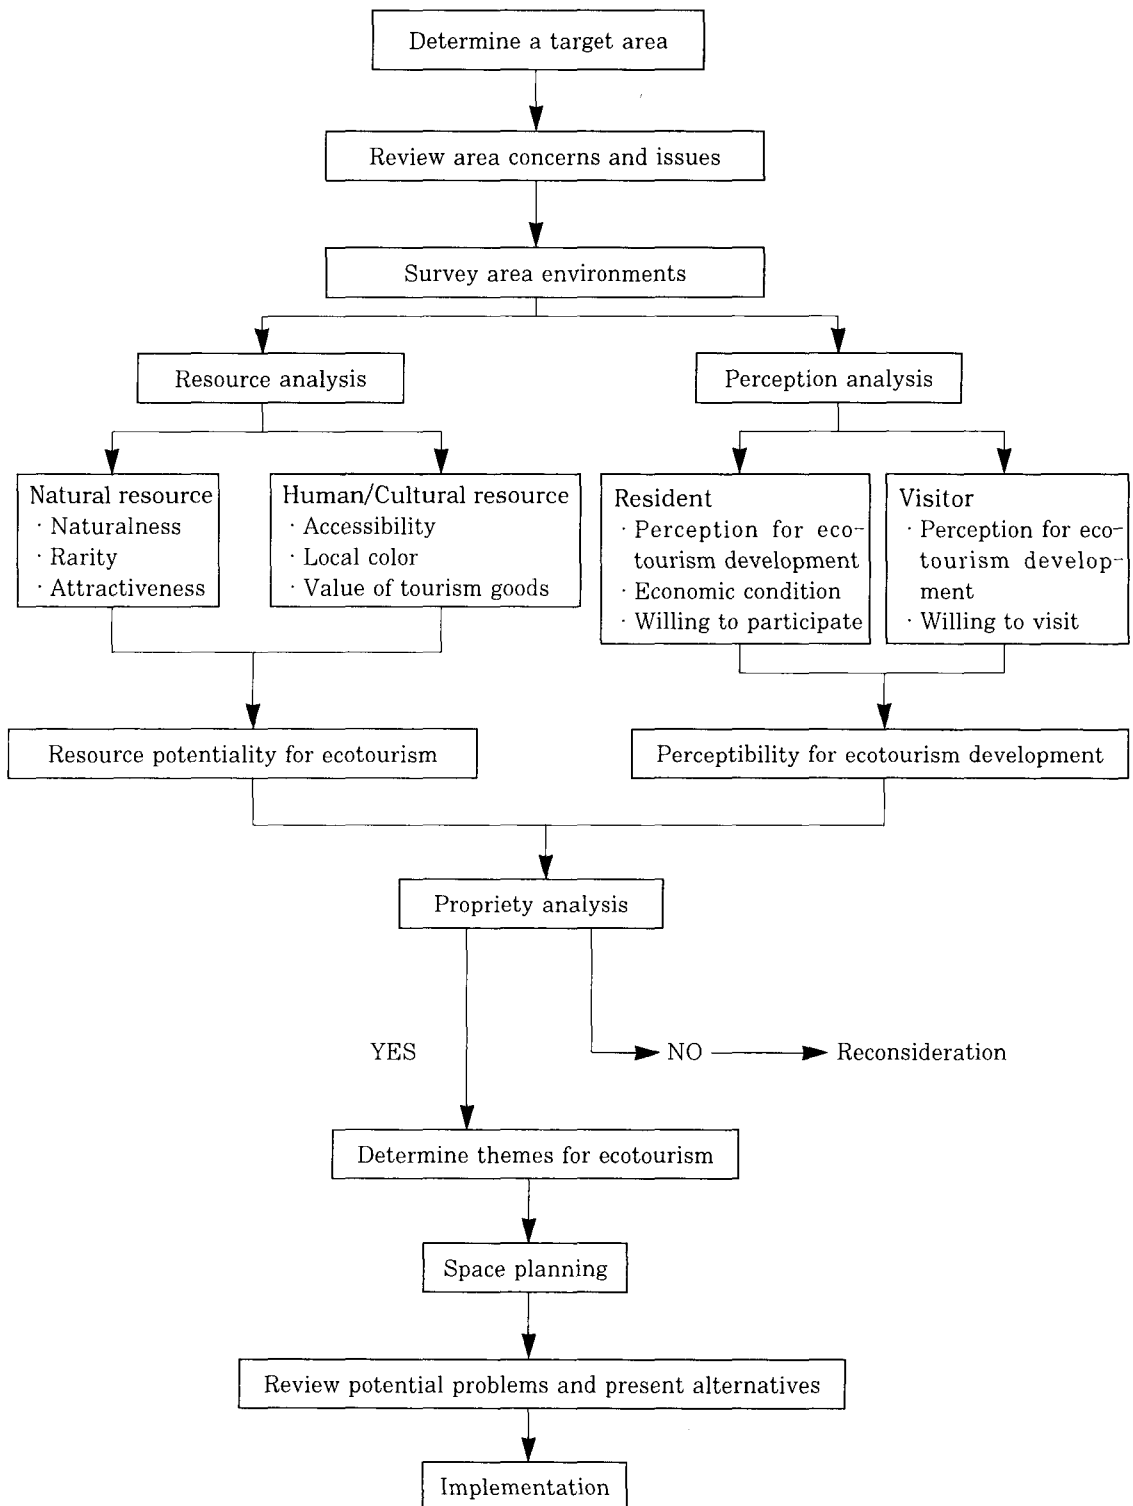 Determine a target area
Review area concerns and issues
Survey area environments
Resource analysis
Perception analysis
Natural resource
· Naturalness
· Rarity
· Attractiveness
Human/Cultural resource
· Accessibility
· Local color
· Value of tourism goods
Resident
· Perception for eco-
tourism development
· Economic condition
· Willing to participate
Visitor
· Perception for eco-
tourism develop-
ment
· Willing to visit
Resource potentiality for ecotourism
Perceptibility for ecotourism development
Propriety analysis
YES
NO
Reconsideration
Determine themes for ecotourism
Space planning
Review potential problems and present alternatives
Implementation